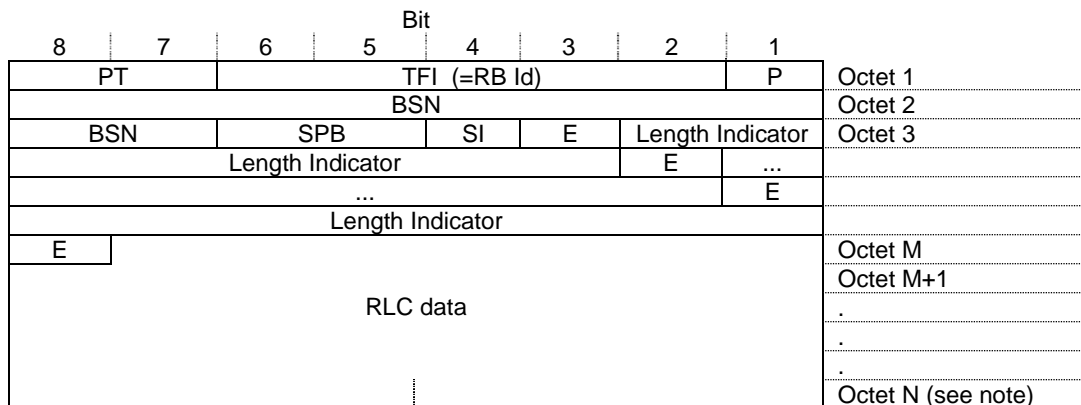 Bit
8 7 6 5 4 3 2 1
PT TFI (=RB Id) P Octet 1
BSN Octet 2
BSN SPB SI E Length Indicator Octet 3
Length Indicator E ...
... E
Length Indicator
E Octet M
Octet M+1
RLC data .
.
.
Octet N (see note)